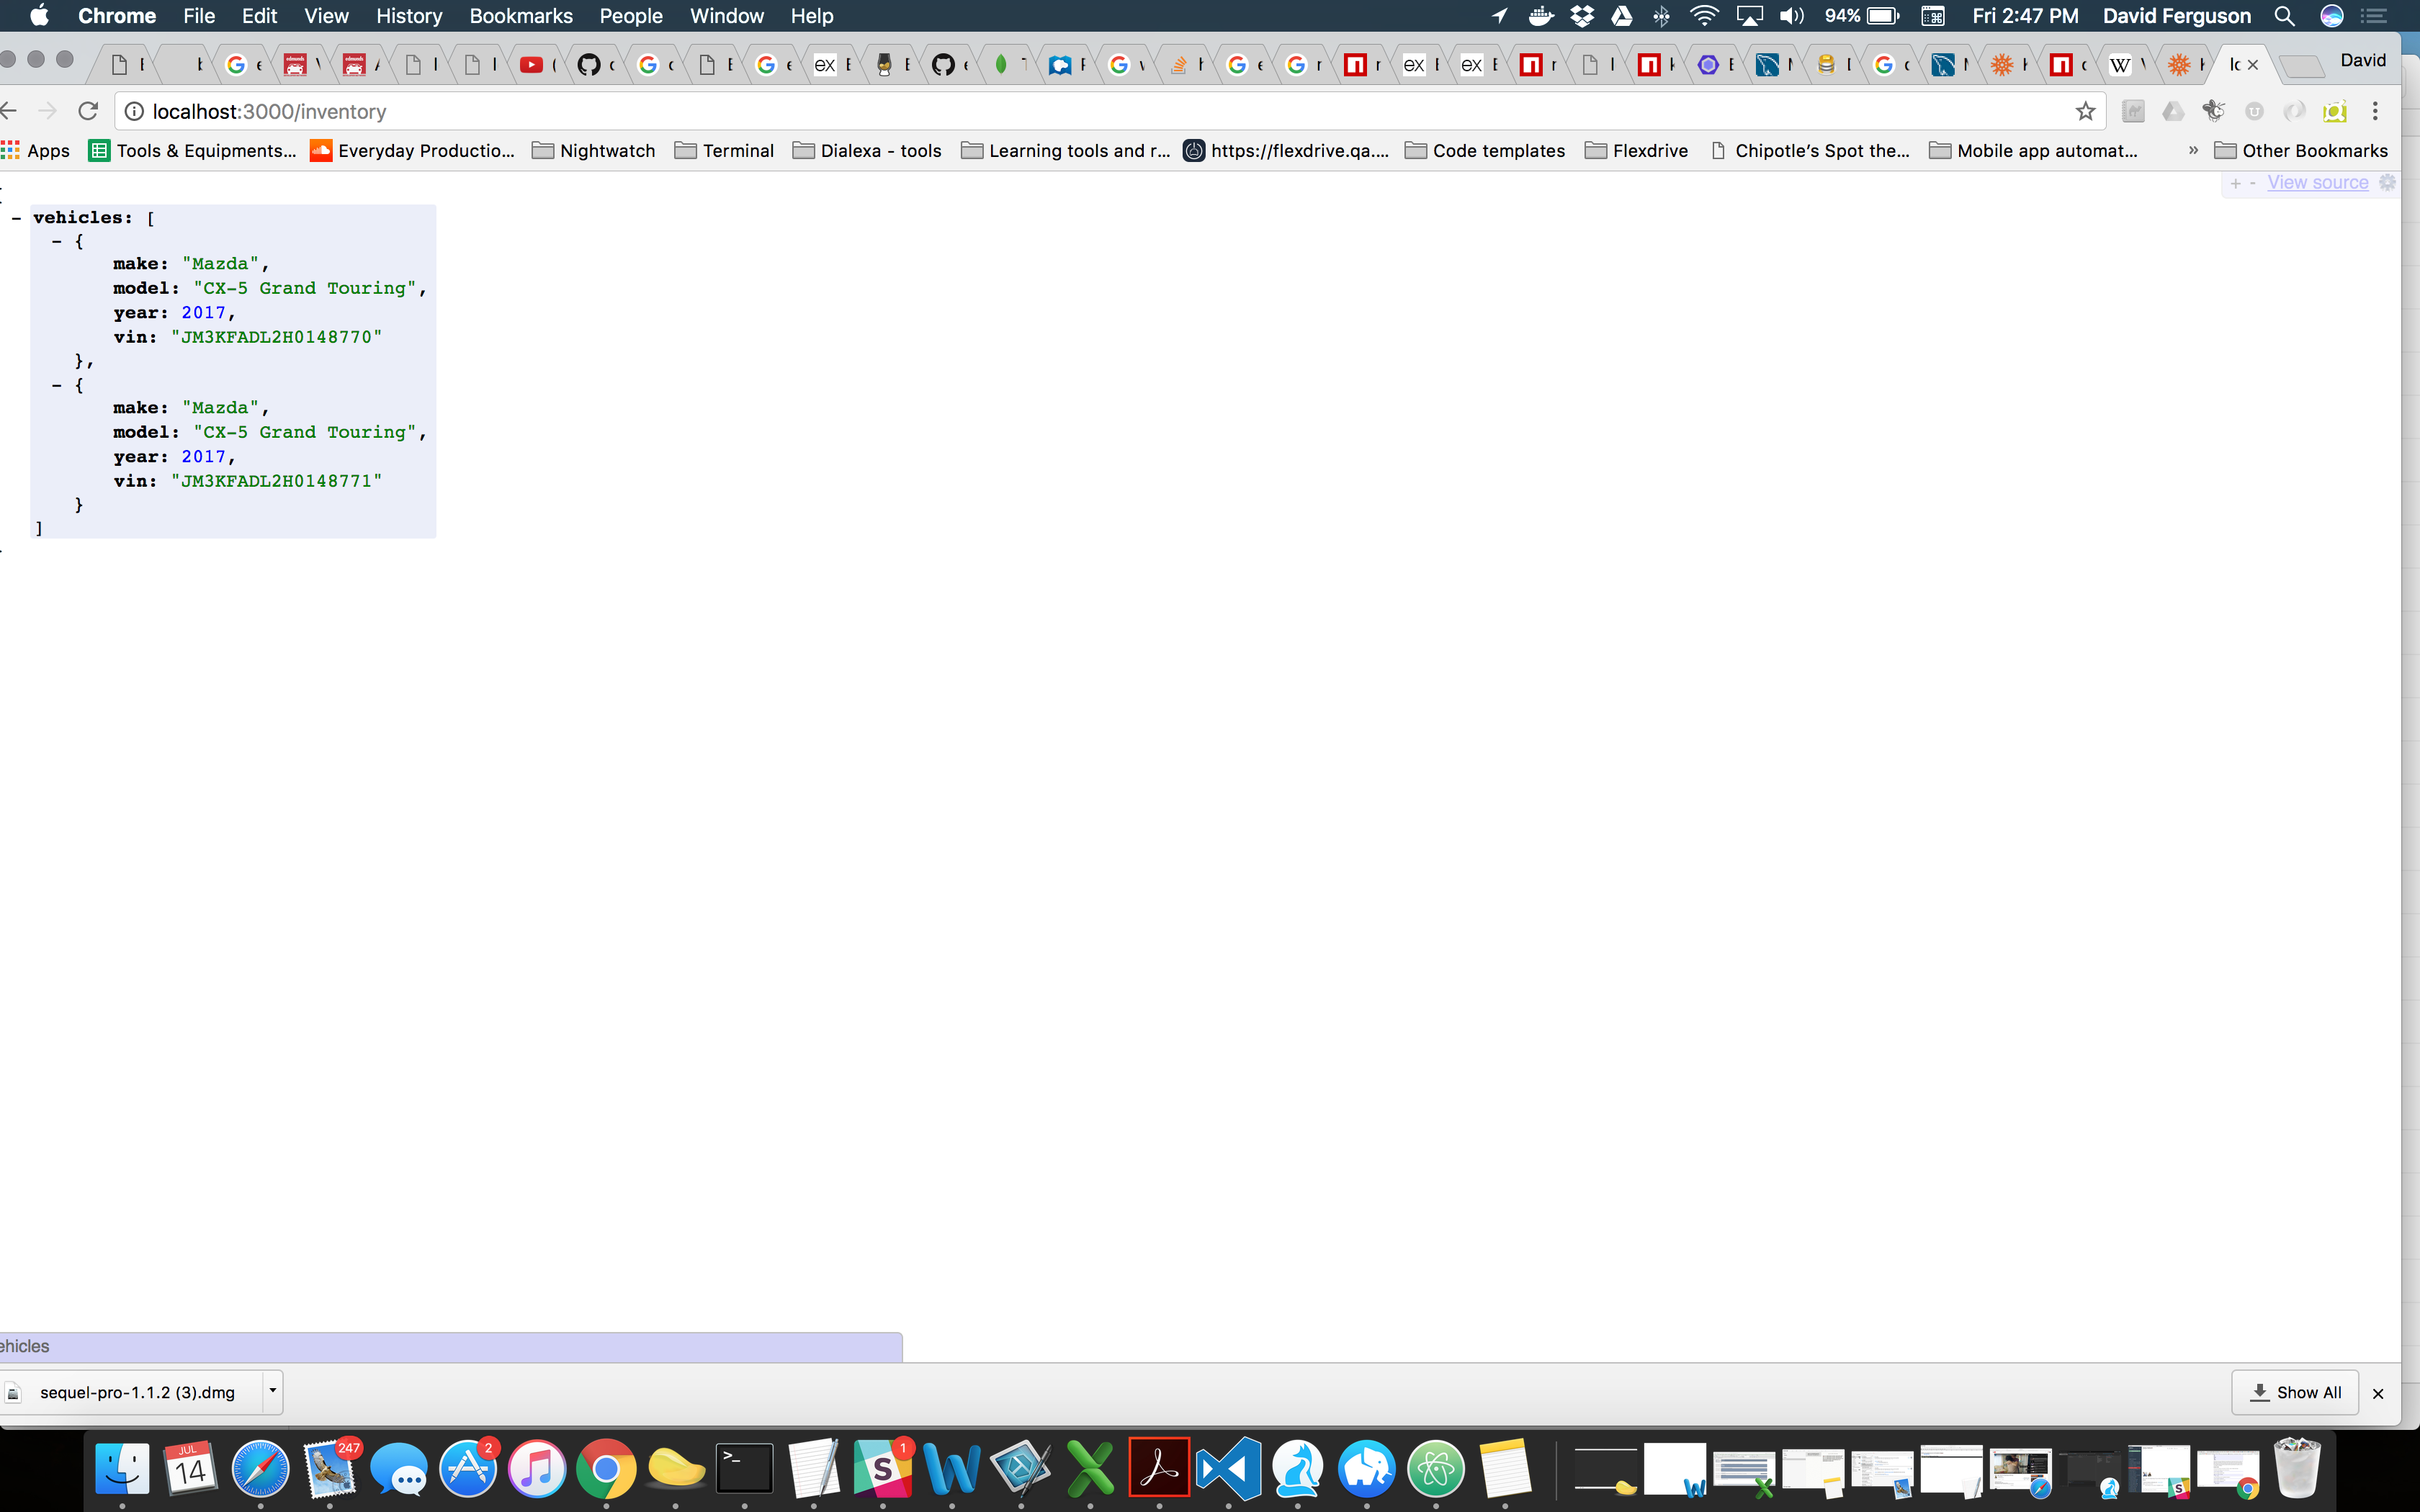 Chrome File Edit View History Bookmarks People Window Help 94% Fri 2:47 PM David Ferguson
David
localhost:3000/inventory
Apps Tools & Equipments... Everyday Productio... Nightwatch Terminal Dialexa - tools Learning tools and r... https://flexdrive.qa.... Code templates Flexdrive Chipotle's Spot the... Mobile app automat... » Other Bookmarks
+ - View source
- vehicles: [
- {
make: "Mazda",
model: "CX-5 Grand Touring",
year: 2017,
vin: "JM3KFADL2H0148770"
},
- {
make: "Mazda",
model: "CX-5 Grand Touring",
year: 2017,
vin: "JM3KFADL2H0148771"
}
]
ehicles
sequel-pro-1.1.2 (3).dmg Show All
JUL
14
247
2
1